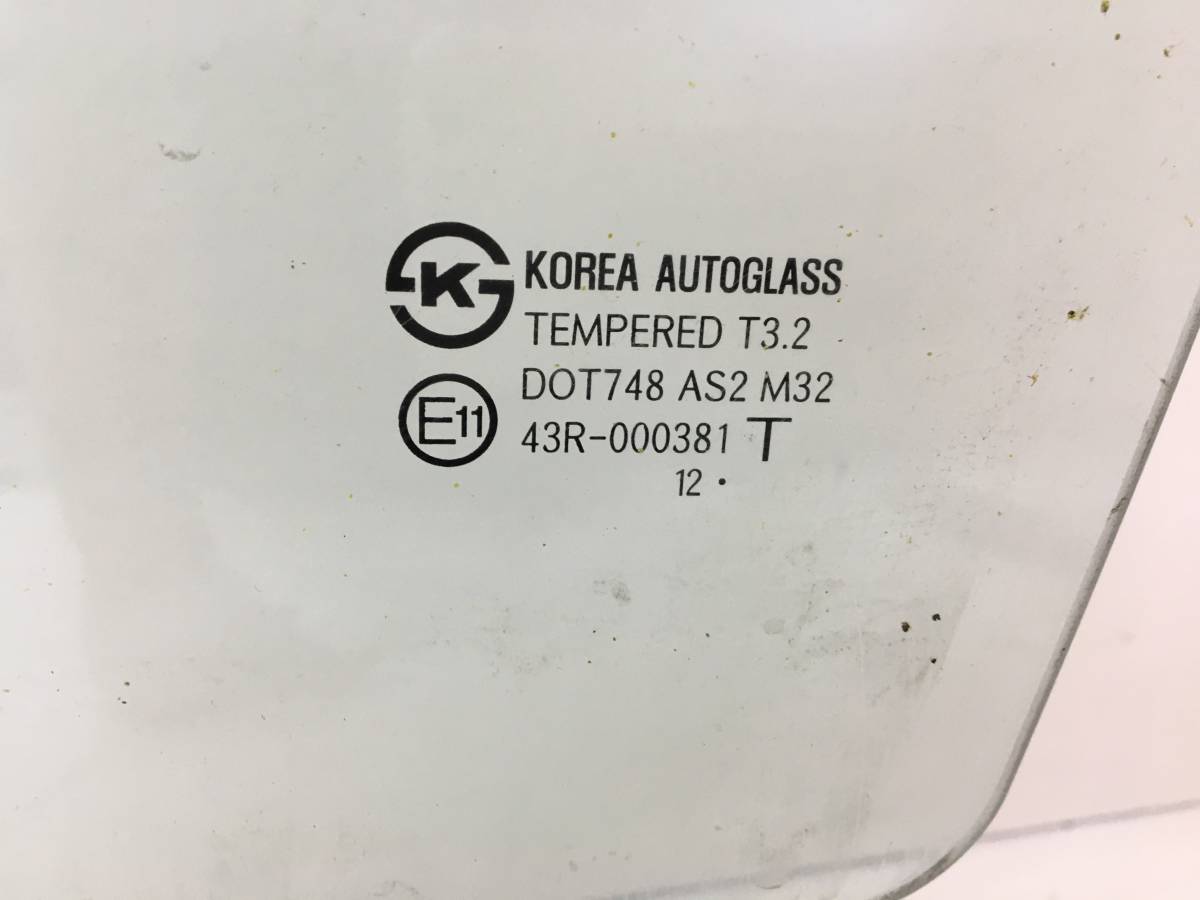 K KOREA AUTOGLASS
TEMPERED T3.2
DOT748 AS2 M32
E11 43R-000381 T
12 •